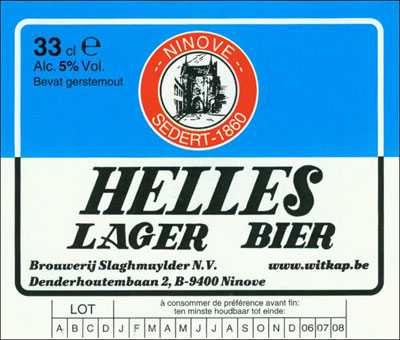 33 cl e
Alc. 5% Vol.
Bevat gerstemout
-- NINOVE --
SEDERT-1860
HELLES
LAGER BIER
Brouwerij Slaghmuylder N.V. www.witkap.be
Denderhoutembaan 2, B-9400 Ninove
à consommer de préférence avant fin:
LOT ten minste houdbaar tot einde:
A B C D J F M A M J J A S O N D 06 07 08